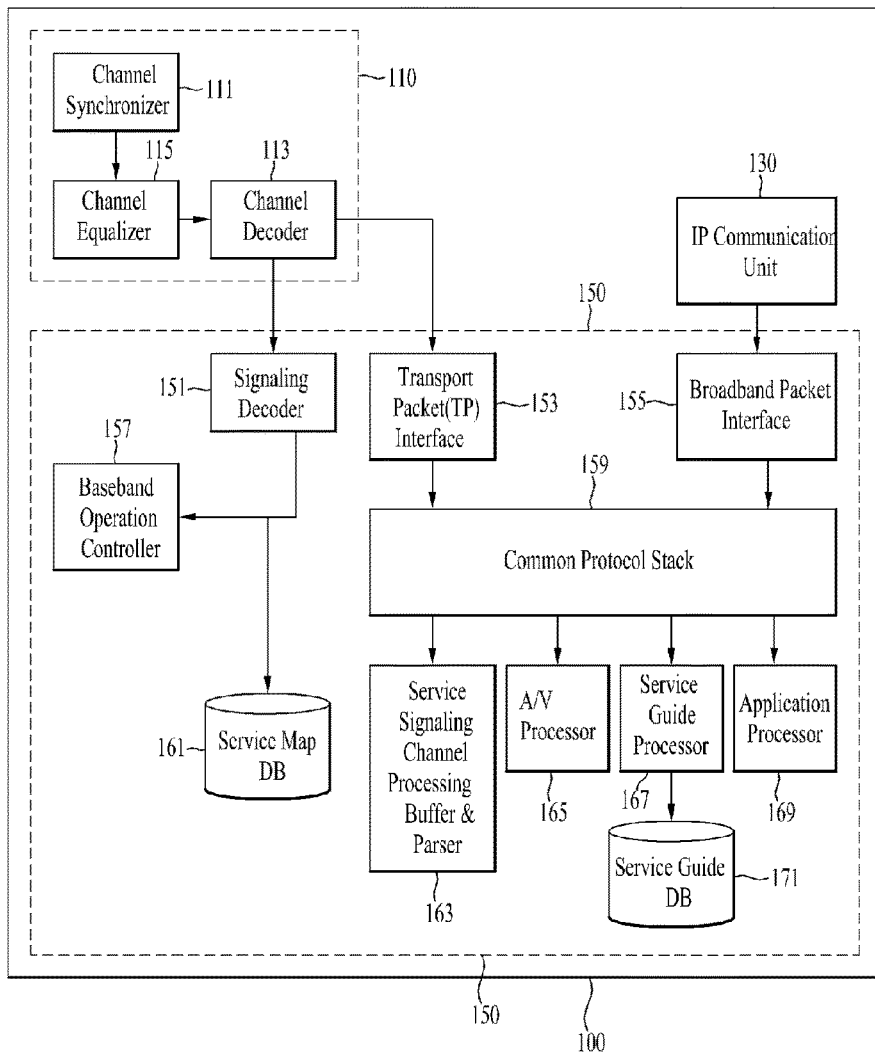 Channel
Synchronizer
111
110
115
113
Channel
Equalizer
Channel
Decoder
130
IP Communication
Unit
150
151
Signaling
Decoder
Transport
Packet(TP)
Interface
153
155
Broadband Packet
Interface
157
Baseband
Operation
Controller
159
Common Protocol Stack
161
Service Map
DB
Service
Signaling
Channel
Processing
Buffer &
Parser
163
A/V
Processor
165
Service
Guide
Processor
167
Application
Processor
169
Service Guide
DB
171
150
100